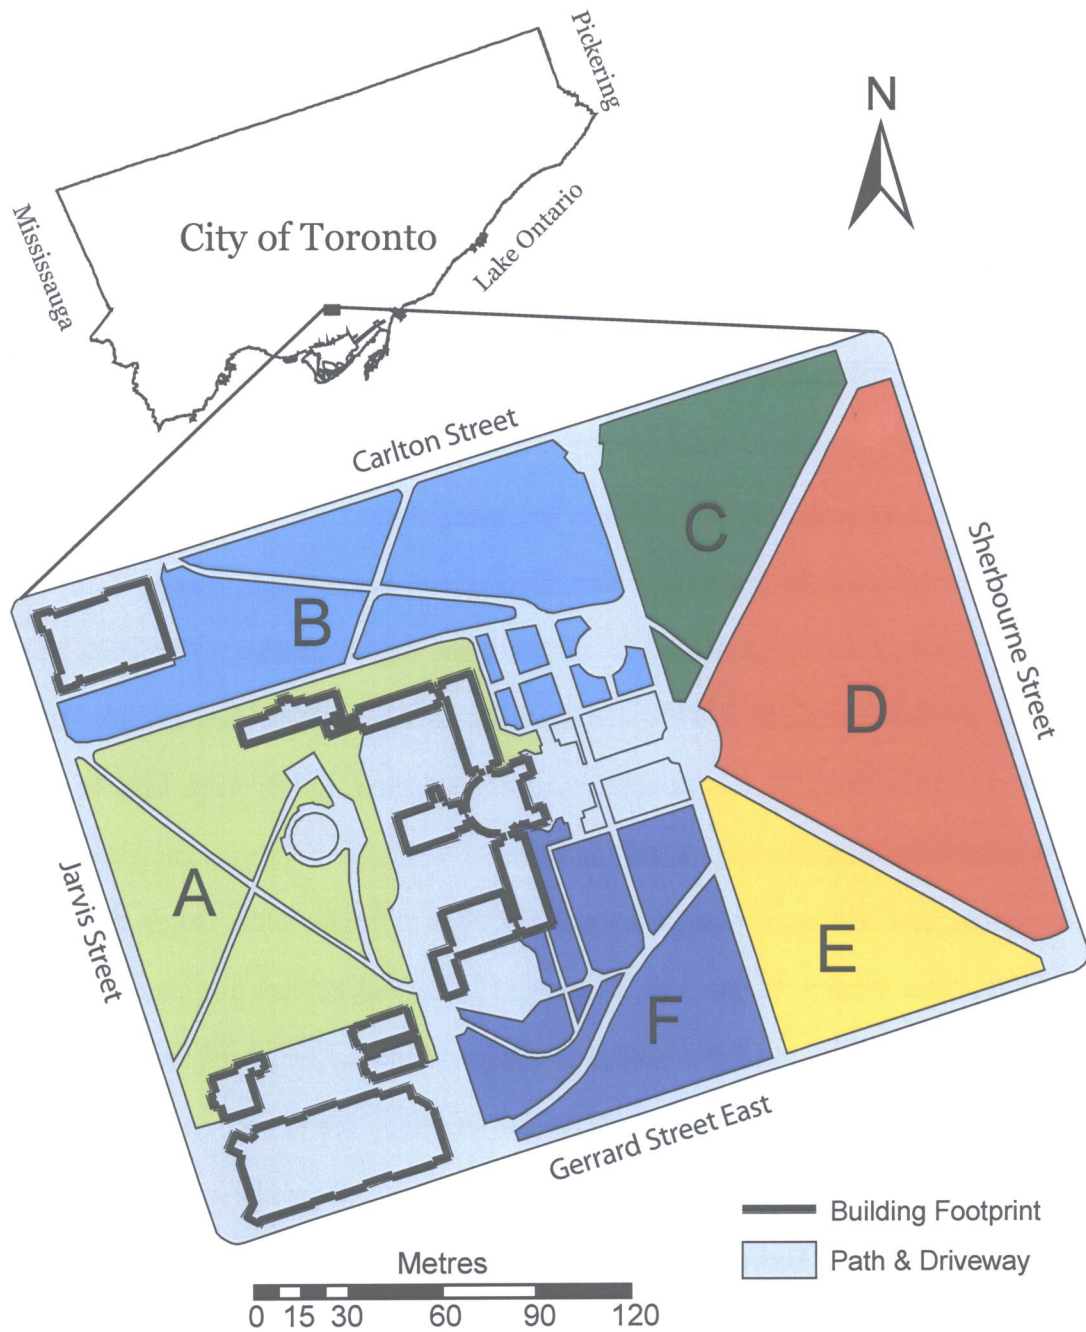 Pickering
N
Mississauga
City of Toronto
Lake Ontario
Carlton Street
C
Sherbourne Street
B
D
Jarvis Street
A
E
F
Gerrard Street East
Building Footprint
Path & Driveway
Metres
0 15 30 60 90 120